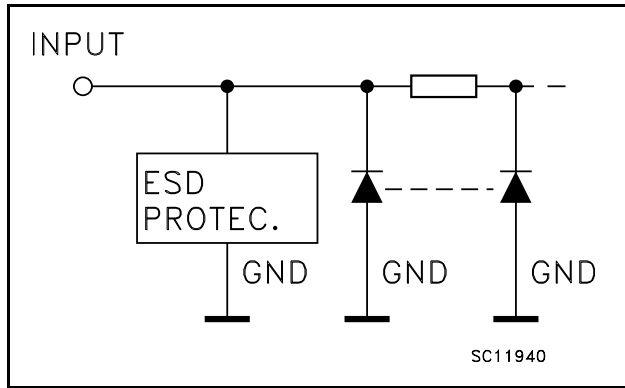 INPUT
ESD
PROTEC.
GND
GND
GND
SC11940